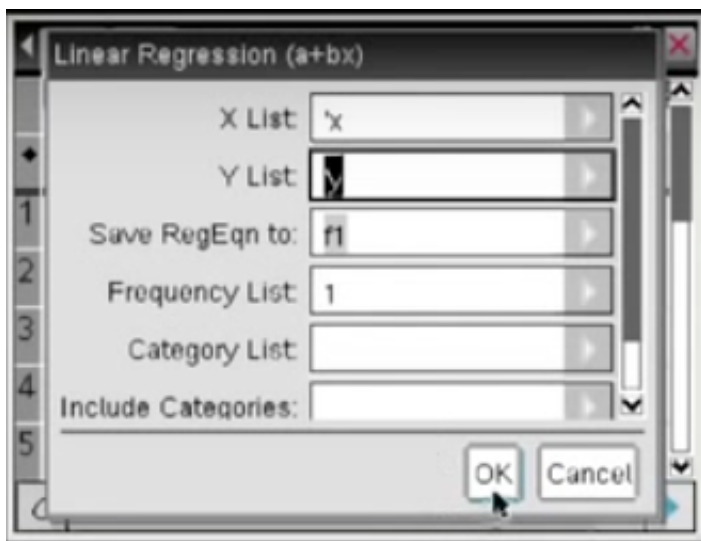 Linear Regression (a+bx)
X List: 'x
Y List: 'y
Save RegEqn to: f1
Frequency List: 1
Category List:
Include Categories:
1
2
3
4
5
OK Cancel